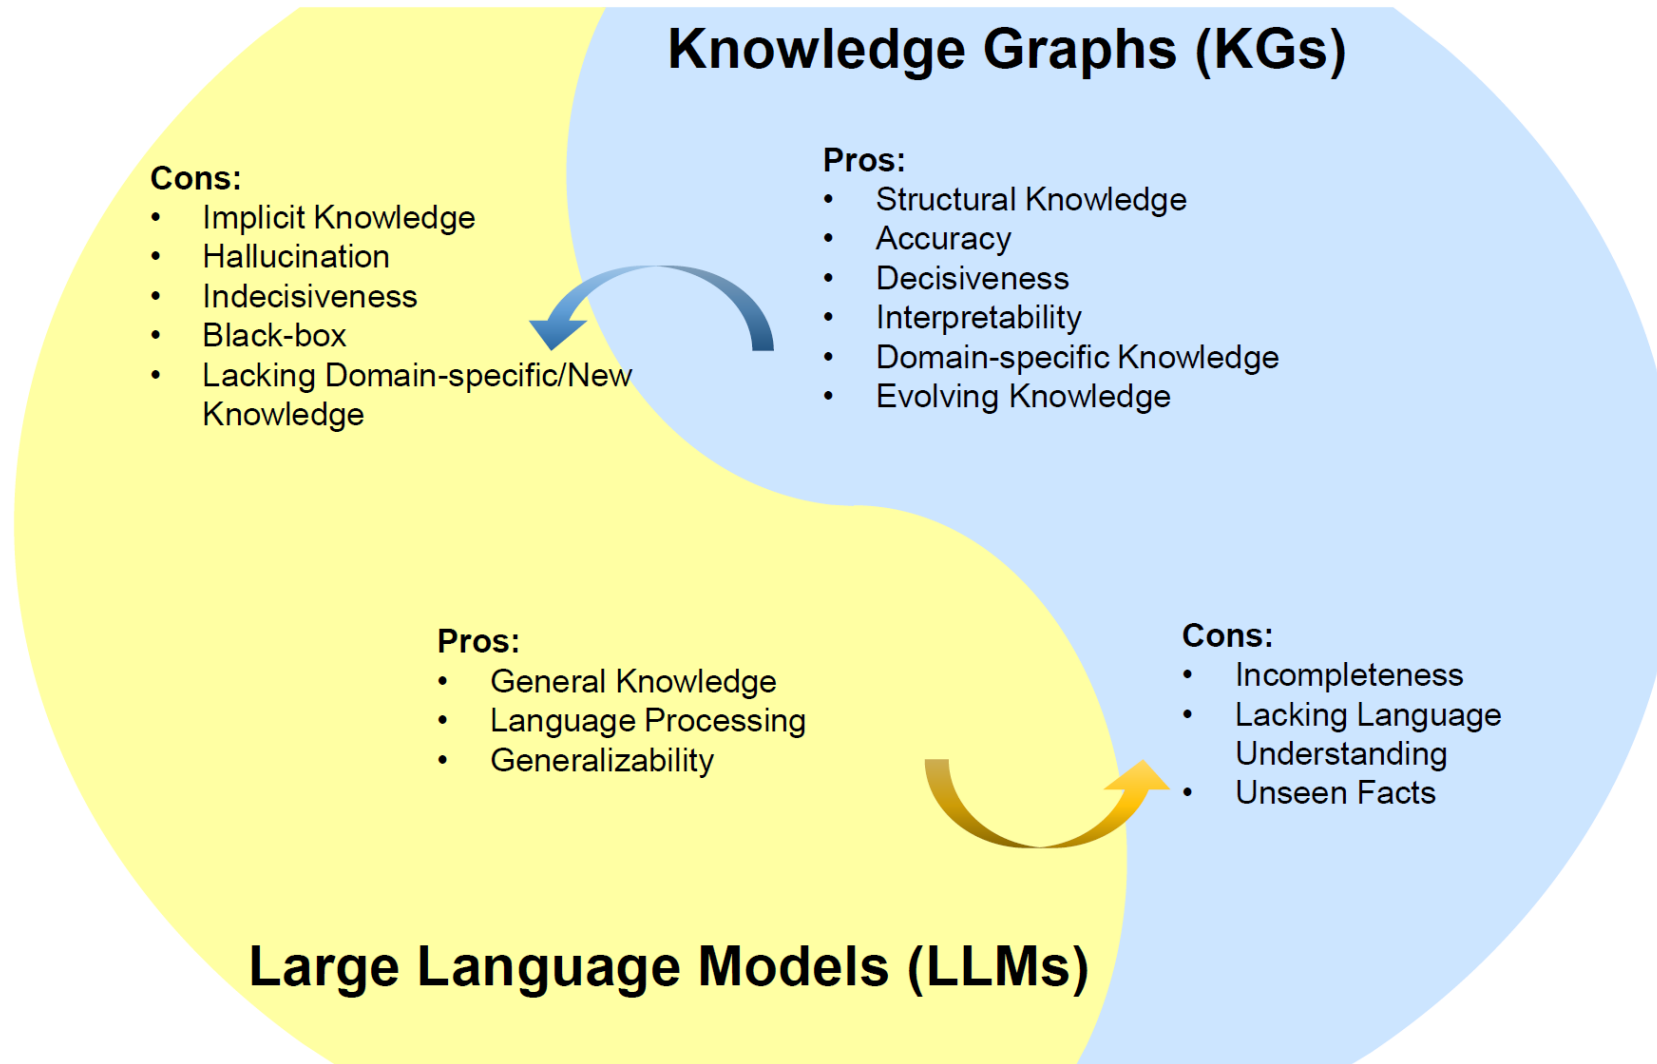 Knowledge Graphs (KGs)
Cons:
• Implicit Knowledge
• Hallucination
• Indecisiveness
• Black-box
• Lacking Domain-specific/New
Knowledge
Pros:
• Structural Knowledge
• Accuracy
• Decisiveness
• Interpretability
• Domain-specific Knowledge
• Evolving Knowledge
Pros:
• General Knowledge
• Language Processing
• Generalizability
Cons:
• Incompleteness
• Lacking Language
Understanding
• Unseen Facts
Large Language Models (LLMs)